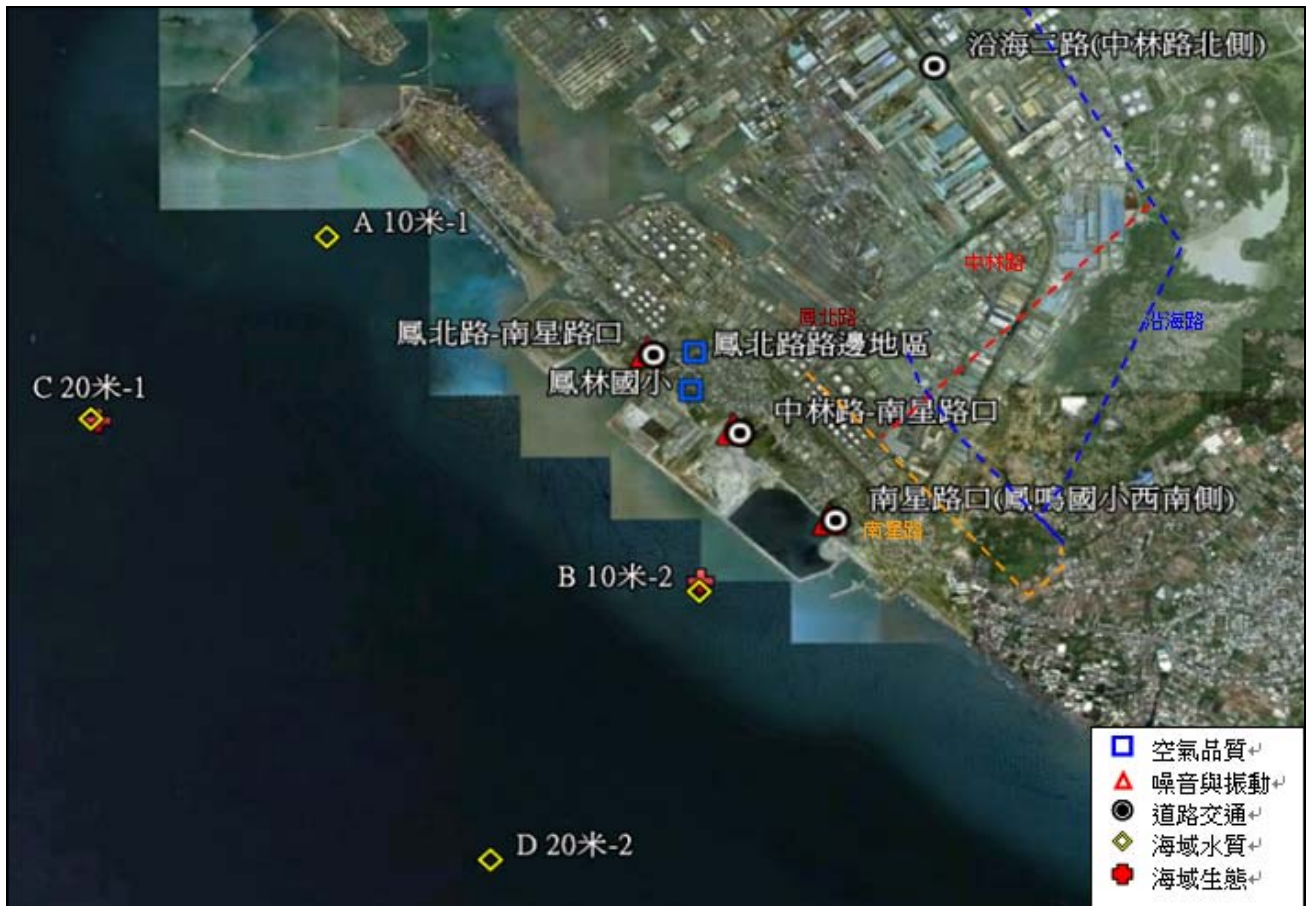 沿海二路(中林路北側)
A 10米-1
中林路
鳳北路
沿海路
鳳北路-南星路口
鳳北路路邊地區
鳳林國小
C 20米-1
中林路-南星路口
南星路口(鳳鳴國小西南側)
南星路
B 10米-2
D 20米-2
空氣品質
噪音與振動
道路交通
海域水質
海域生態